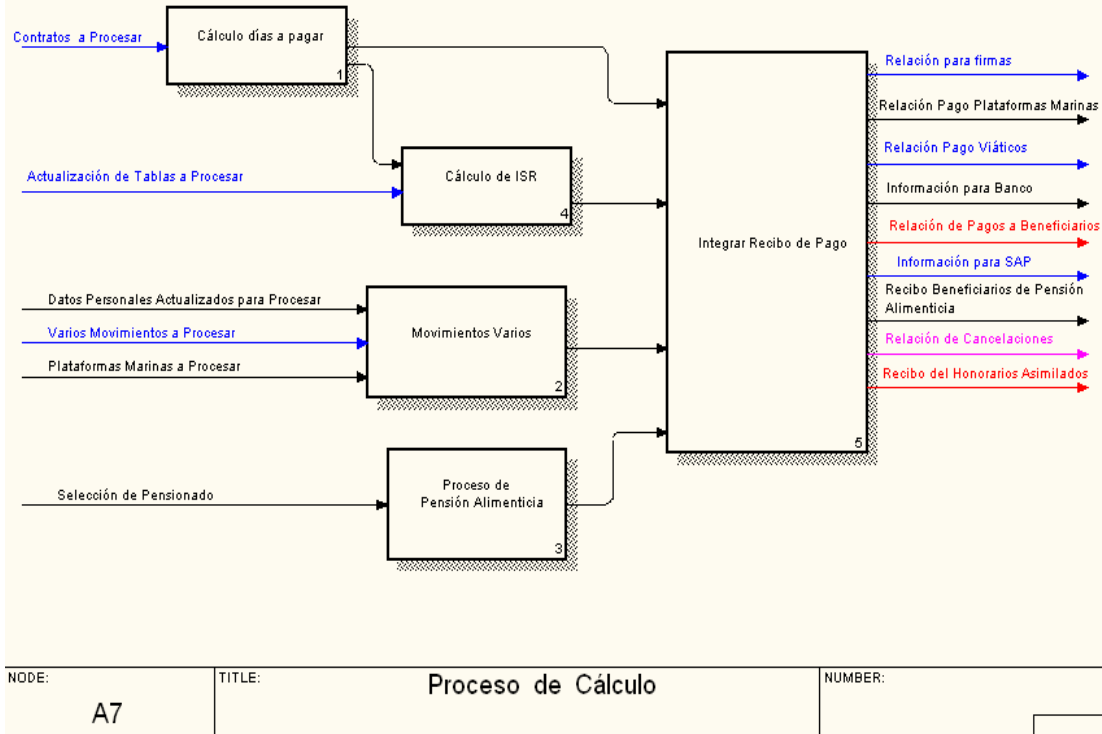 Contratos a Procesar
Cálculo días a pagar
1
Actualización de Tablas a Procesar
Cálculo de ISR
4
Datos Personales Actualizados para Procesar
Varios Movimientos a Procesar
Plataformas Marinas a Procesar
Movimientos Varios
2
Selección de Pensionado
Proceso de
Pensión Alimenticia
3
Integrar Recibo de Pago
5
Relación para firmas
Relación Pago Plataformas Marinas
Relación Pago Viáticos
Información para Banco
Relación de Pagos a Beneficiarios
Información para SAP
Recibo Beneficiarios de Pensión
Alimenticia
Relación de Cancelaciones
Recibo del Honorarios Asimilados
NODE:
A7
TITLE:
Proceso de Cálculo
NUMBER: